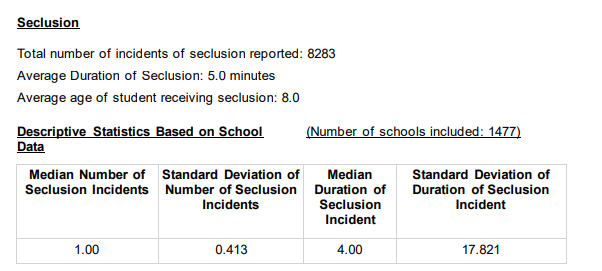 Seclusion
Total number of incidents of seclusion reported: 8283
Average Duration of Seclusion: 5.0 minutes
Average age of student receiving seclusion: 8.0
Descriptive Statistics Based on School
Data
(Number of schools included: 1477)
Median Number of
Seclusion Incidents
Standard Deviation of
Number of Seclusion
Incidents
Median
Duration of
Seclusion
Incident
Standard Deviation of
Duration of Seclusion
Incident
1.00
0.413
4.00
17.821